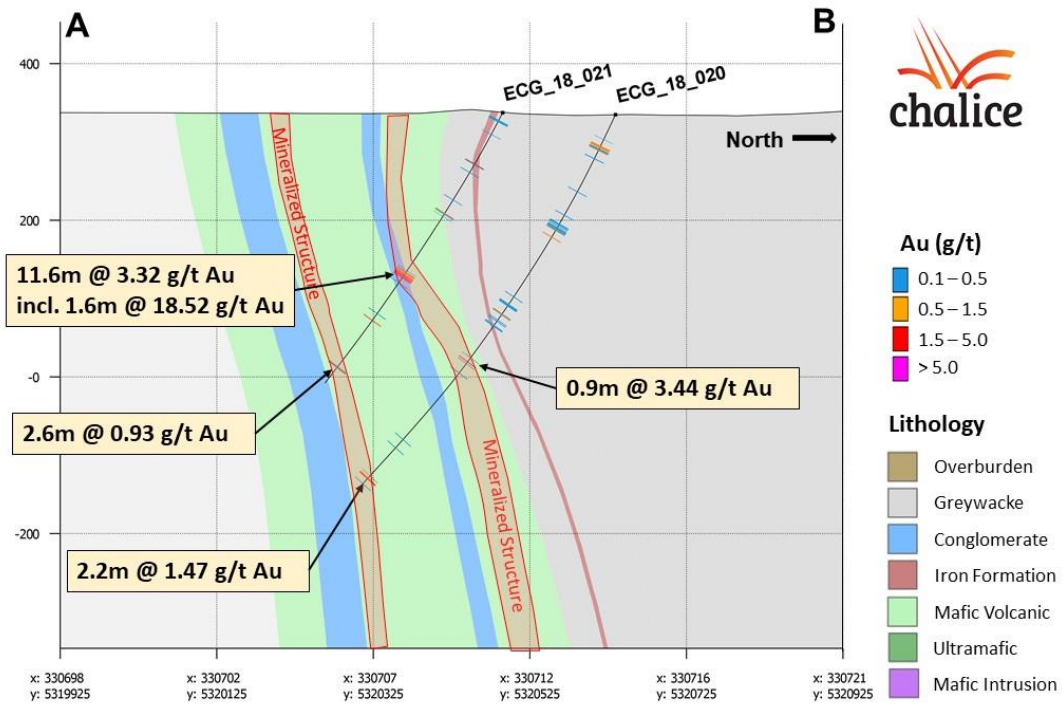 A
B
chalice
400
200
-0
-200
ECG_18_021
ECG_18_020
North
Mineralized Structure
Mineralized Structure
11.6m @ 3.32 g/t Au
incl. 1.6m @ 18.52 g/t Au
2.6m @ 0.93 g/t Au
0.9m @ 3.44 g/t Au
2.2m @ 1.47 g/t Au
Au (g/t)
0.1 – 0.5
0.5 – 1.5
1.5 – 5.0
> 5.0
Lithology
Overburden
Greywacke
Conglomerate
Iron Formation
Mafic Volcanic
Ultramafic
Mafic Intrusion
x: 330698
y: 5319925
x: 330702
y: 5320125
x: 330707
y: 5320325
x: 330712
y: 5320525
x: 330716
y: 5320725
x: 330721
y: 5320925